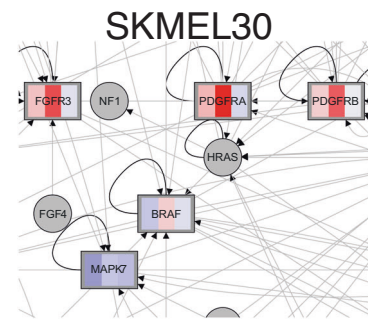 SKMEL30
FGFR3
NF1
PDGFRA
PDGFRB
HRAS
FGF4
BRAF
MAPK7